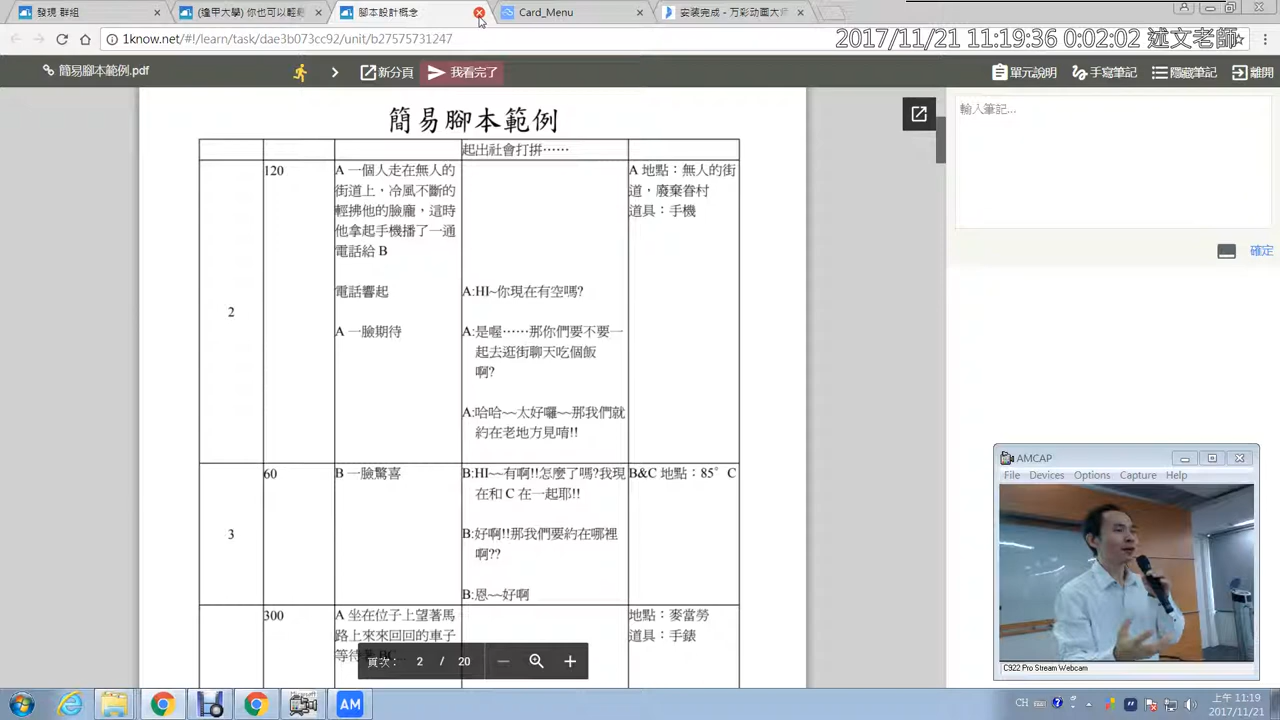 發現 群組
(逢甲大學) 你也可以輕鬆
腳本設計概念
Card_Menu
安裝完成 - 万彩动画大师
1know.net/#!/learn/task/dae3b073cc92/unit/b27575731247
2017/11/21 11:19:36 0:02:02 述文老師
簡易腳本範例.pdf
新分頁
我看完了
單元說明
手寫筆記
隱藏筆記
離開
簡易腳本範例
起出社會打拚⋯⋯
2
120
A 一個人走在無人的
街道上，冷風不斷的
輕拂他的臉龐，這時
他拿起手機播了一通
電話給 B
電話響起
A 一臉期待
A:HI~你現在有空嗎?
A:是喔⋯⋯那你們要不要一
起去逛街聊天吃個飯
啊?
A:哈哈~~太好囉~~那我們就
約在老地方見唷!!
A 地點：無人的街
道，廢棄眷村
道具：手機
3
60
B 一臉驚喜
B:HI~~有啊!!怎麼了嗎?我現
在和 C 在一起耶!!
B:好啊!!那我們要約在哪裡
啊??
B:恩~~好啊
B&C 地點：85°C
300
A 坐在位子上望著馬
路上來來回回的車子
等待著 BC
地點：麥當勞
道具：手錶
頁次： 2 / 20
輸入筆記...
確定
AMCAP
File Devices Options Capture Help
C922 Pro Stream Webcam
AM
CH
上午 11:19
2017/11/21